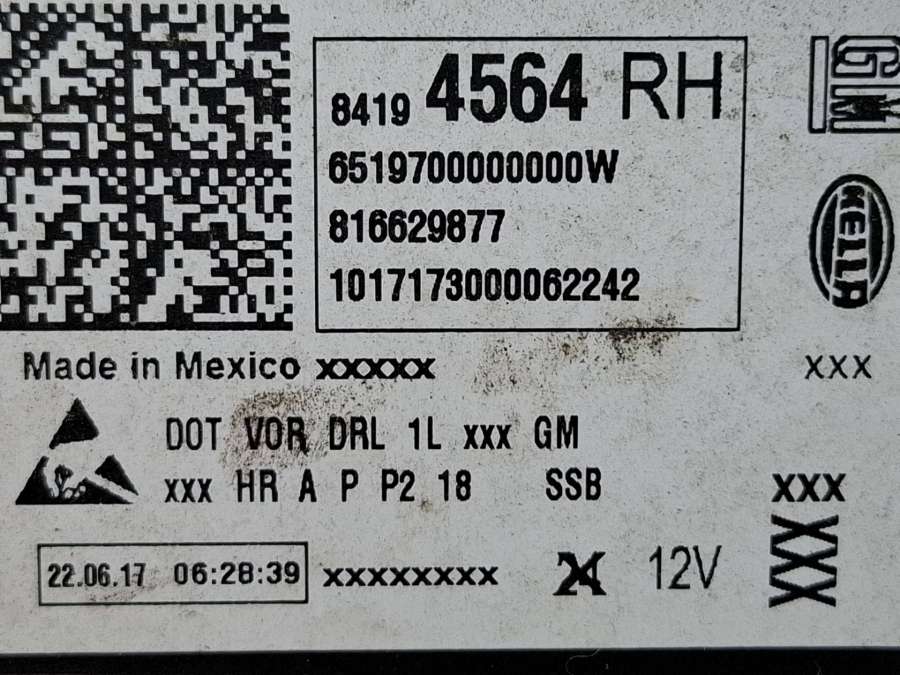 8419 4564 RH
GM
6519700000000W
816629877
1017173000062242
HELLA
Made in Mexico xxxxx
xxx
DOT VOR DRL 1L xxx GM
xxx HR A P P2 18 SSB
xxx
22.06.17 06:28:39 xxxxxxxx 12V
XXX